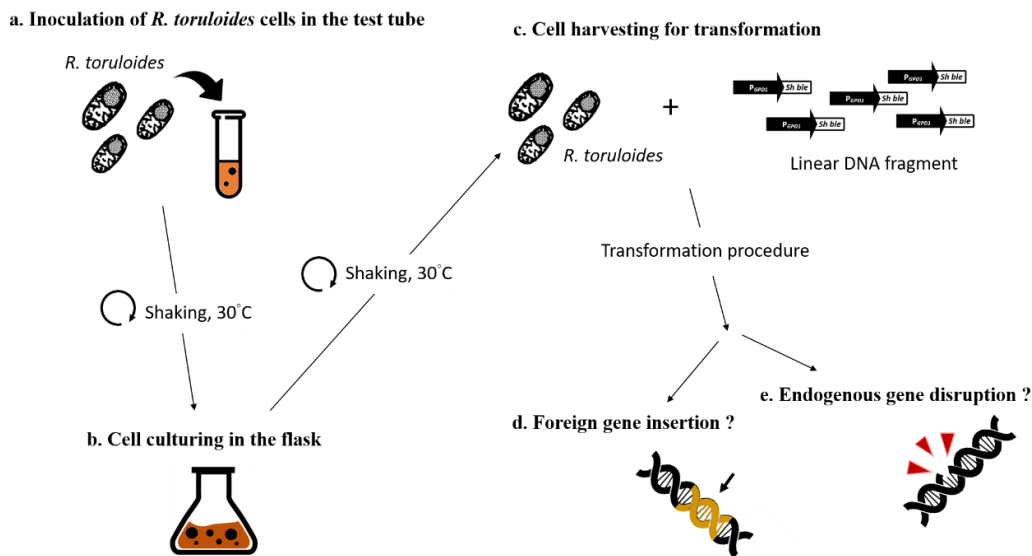 a. Inoculation of R. toruloides cells in the test tube
R. toruloides
Shaking, 30°C
b. Cell culturing in the flask
Shaking, 30°C
c. Cell harvesting for transformation
R. toruloides
+
PGPD1 Sh ble
PGPD1 Sh ble
PGPD1 Sh ble
PGPD1 Sh ble
PGPD1 Sh ble
Linear DNA fragment
Transformation procedure
d. Foreign gene insertion ?
e. Endogenous gene disruption ?